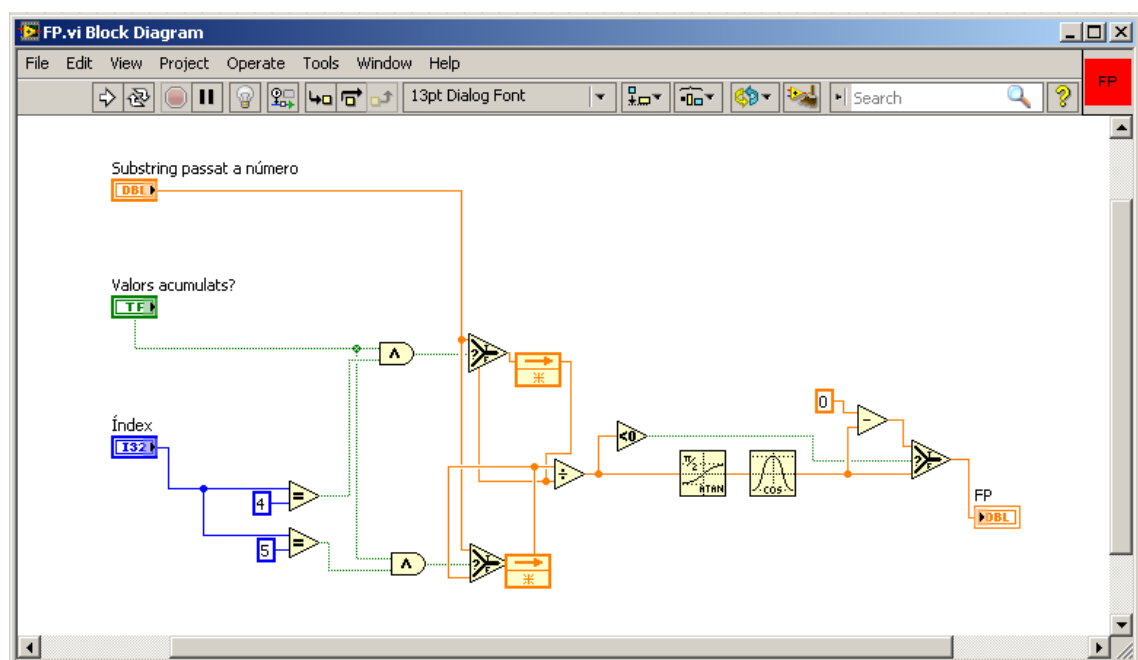 FP.vi Block Diagram
File Edit View Project Operate Tools Window Help
13pt Dialog Font
Search
FP
Substring passat a número
DBL
Valors acumulats?
TF
Índex
I32
4
=
5
=
∧
∧
?
T
F
?
T
F
÷
<0
π/2
ATAN
COS
0
−
?
T
F
FP
DBL